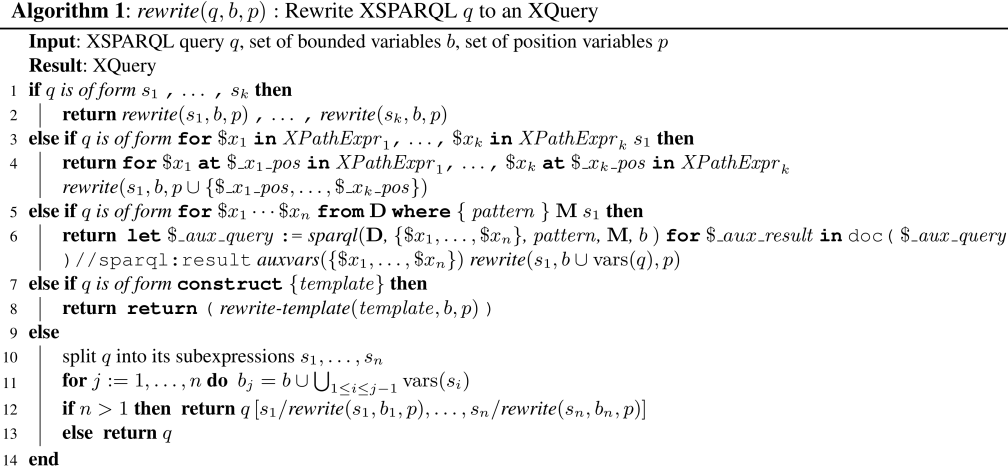 Algorithm 1: rewrite(q, b, p) : Rewrite XSPARQL q to an XQuery
Input: XSPARQL query q, set of bounded variables b, set of position variables p
Result: XQuery
1 if q is of form s₁ , . . . , sₖ then
2 return rewrite(s₁, b, p) , . . . , rewrite(sₖ, b, p)
3 else if q is of form for $x₁ in XPathExpr₁, . . . , $xₖ in XPathExprₖ s₁ then
4 return for $x₁ at $_x₁_pos in XPathExpr₁, . . . , $xₖ at $_xₖ_pos in XPathExprₖ
rewrite(s₁, b, p ∪ {$_x₁_pos, . . . , $_xₖ_pos})
5 else if q is of form for $x₁ · · · $xₙ from D where { pattern } M s₁ then
6 return let $_aux_query := sparql(D, {$x₁, . . . , $xₙ}, pattern, M, b ) for $_aux_result in doc( $_aux_query
)//sparql:result auxvars({$x₁, . . . , $xₙ}) rewrite(s₁, b ∪ vars(q), p)
7 else if q is of form construct {template} then
8 return return ( rewrite-template(template, b, p) )
9 else
10 split q into its subexpressions s₁, . . . , sₙ
11 for j := 1, . . . , n do bⱼ = b ∪ ⋃₁≤ᵢ≤ⱼ₋₁ vars(sᵢ)
12 if n > 1 then return q [s₁/rewrite(s₁, b₁, p), . . . , sₙ/rewrite(sₙ, bₙ, p)]
13 else return q
14 end